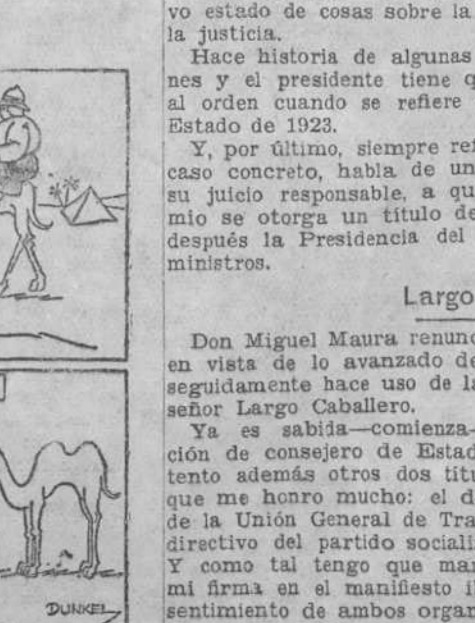 vo estado de cosas sobre la
la justicia.
Hace historia de algunas
nes y el presidente tiene q
al orden cuando se refiere
Estado de 1923.
Y, por último, siempre ref
caso concreto, habla de un
su juicio responsable, a qu
mio se otorga un título de
después la Presidencia del
ministros.
Largo
Don Miguel Maura renunc
en vista de lo avanzado de
seguidamente hace uso de la
señor Largo Caballero.
Ya es sabida—comienza—
ción de consejero de Estad
tento además otros dos títu
que me honro mucho: el d
de la Unión General de Tra
directivo del partido sociali
Y como tal tengo que man
mi firma en el manifiesto i
sentimiento de ambos organ
DUNKEL